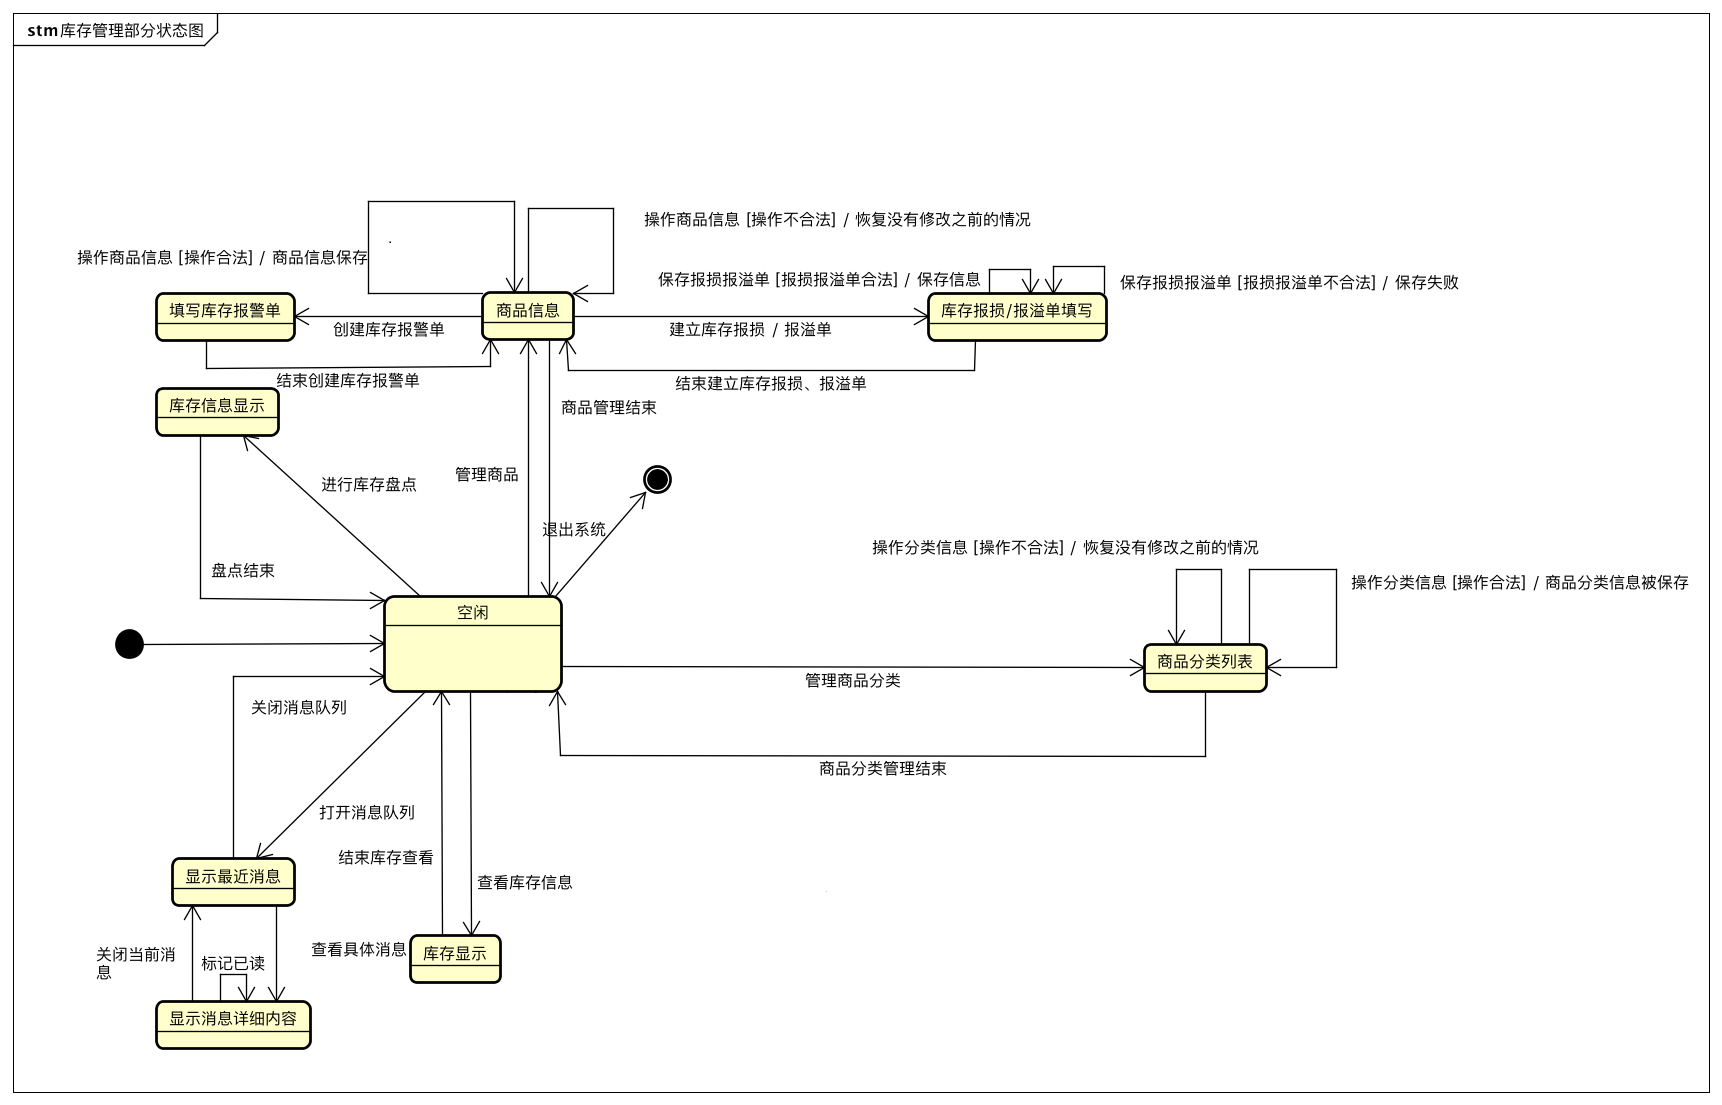 stm 库存管理部分状态图
操作商品信息 [操作不合法] / 恢复没有修改之前的情况
操作商品信息 [操作合法] / 商品信息保存
保存报损报溢单 [报损报溢单合法] / 保存信息
保存报损报溢单 [报损报溢单不合法] / 保存失败
填写库存报警单
商品信息
库存报损/报溢单填写
创建库存报警单
建立库存报损 / 报溢单
结束创建库存报警单
结束建立库存报损、报溢单
库存信息显示
商品管理结束
管理商品
进行库存盘点
退出系统
操作分类信息 [操作不合法] / 恢复没有修改之前的情况
盘点结束
操作分类信息 [操作合法] / 商品分类信息被保存
空闲
商品分类列表
管理商品分类
关闭消息队列
商品分类管理结束
打开消息队列
结束库存查看
显示最近消息
查看库存信息
关闭当前消
息
标记已读
查看具体消息
库存显示
显示消息详细内容